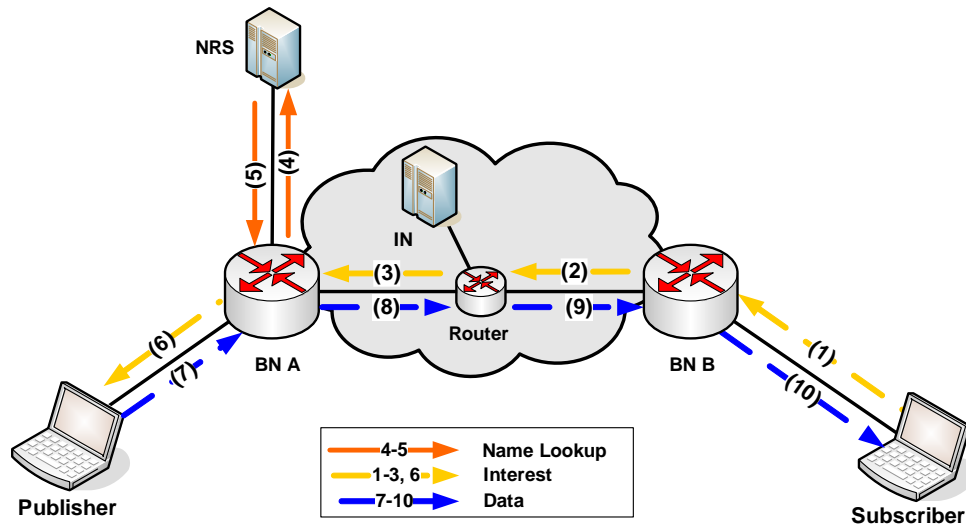 NRS
(5)
(4)
IN
(3)
(2)
(8)
(9)
Router
BN A
BN B
(6)
(7)
(1)
(10)
Publisher
Subscriber
4-5 Name Lookup
1-3, 6 Interest
7-10 Data